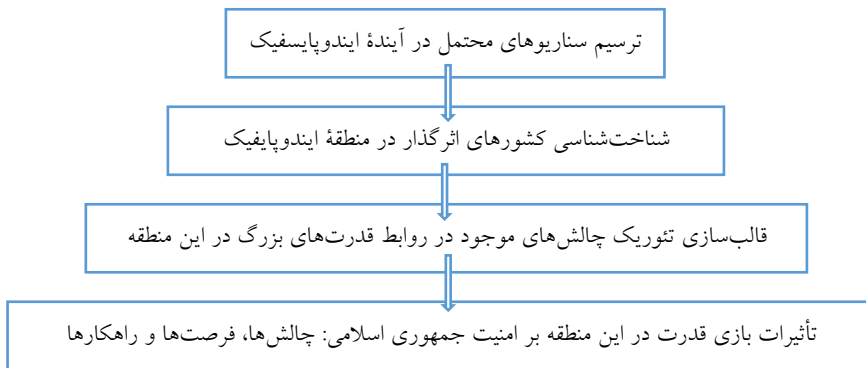 ترسیم سناریوهای محتمل در آیندۀ ایندوپایسفیک
شناخت‌شناسی کشورهای اثرگذار در منطقۀ ایندوپایفیک
قالب‌سازی تئوریک چالش‌های موجود در روابط قدرت‌های بزرگ در این منطقه
تأثیرات بازی قدرت در این منطقه بر امنیت جمهوری اسلامی: چالش‌ها، فرصت‌ها و راهکارها